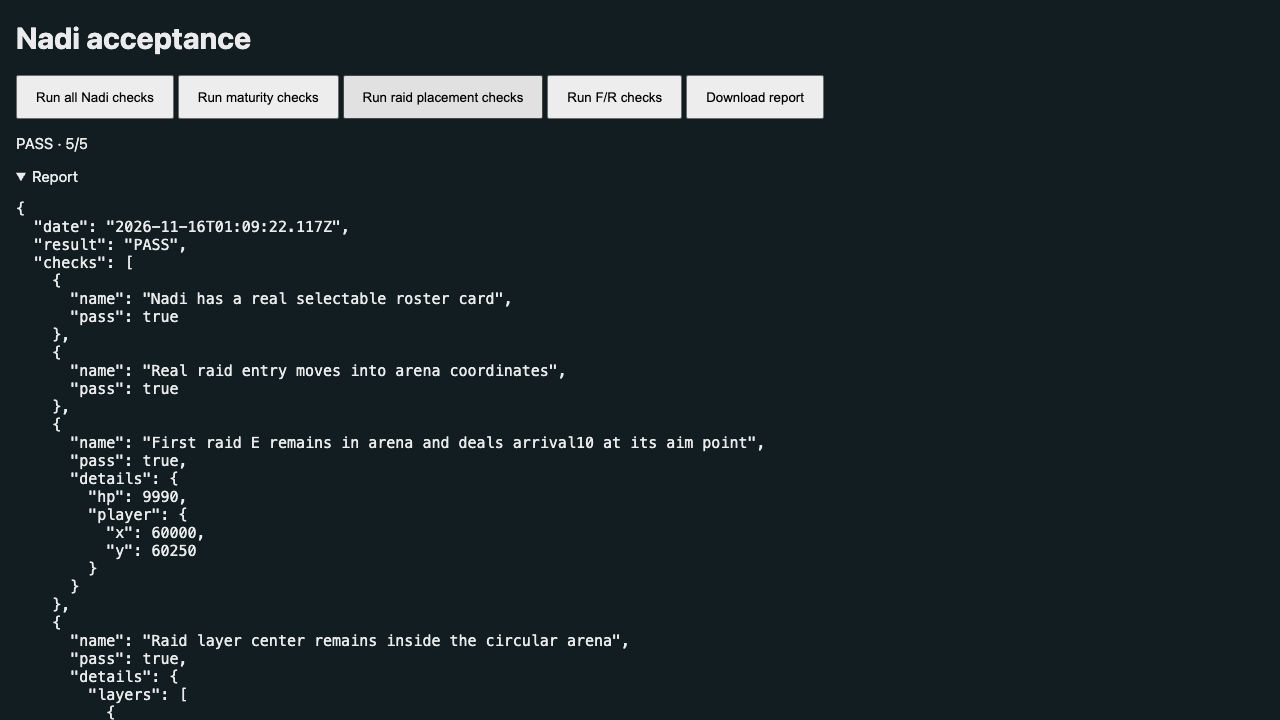 Nadi acceptance
Run all Nadi checks Run maturity checks Run raid placement checks Run F/R checks Download report
PASS · 5/5
▼ Report
{
  "date": "2026-11-16T01:09:22.117Z",
  "result": "PASS",
  "checks": [
    {
      "name": "Nadi has a real selectable roster card",
      "pass": true
    },
    {
      "name": "Real raid entry moves into arena coordinates",
      "pass": true
    },
    {
      "name": "First raid E remains in arena and deals arrival10 at its aim point",
      "pass": true,
      "details": {
        "hp": 9990,
        "player": {
          "x": 60000,
          "y": 60250
        }
      }
    },
    {
      "name": "Raid layer center remains inside the circular arena",
      "pass": true,
      "details": {
        "layers": [
          {